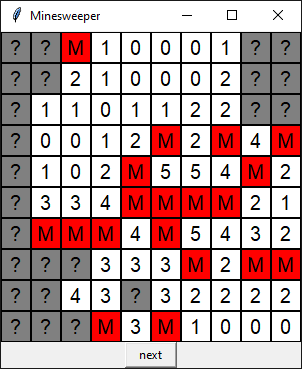 Minesweeper
? ? M 1 0 0 0 1 ? ?
? ? 2 1 0 0 0 2 ? ?
? 1 1 0 1 1 2 2 ? ?
? 0 0 1 2 M 2 M 4 M
? 1 0 2 M 5 5 4 M 2
? 3 3 4 M M M M 2 1
? M M M 4 M 5 4 3 2
? ? ? 3 3 3 M 2 M M
? ? 4 3 ? 3 2 2 2 2
? ? ? M 3 M 1 0 0 0
next